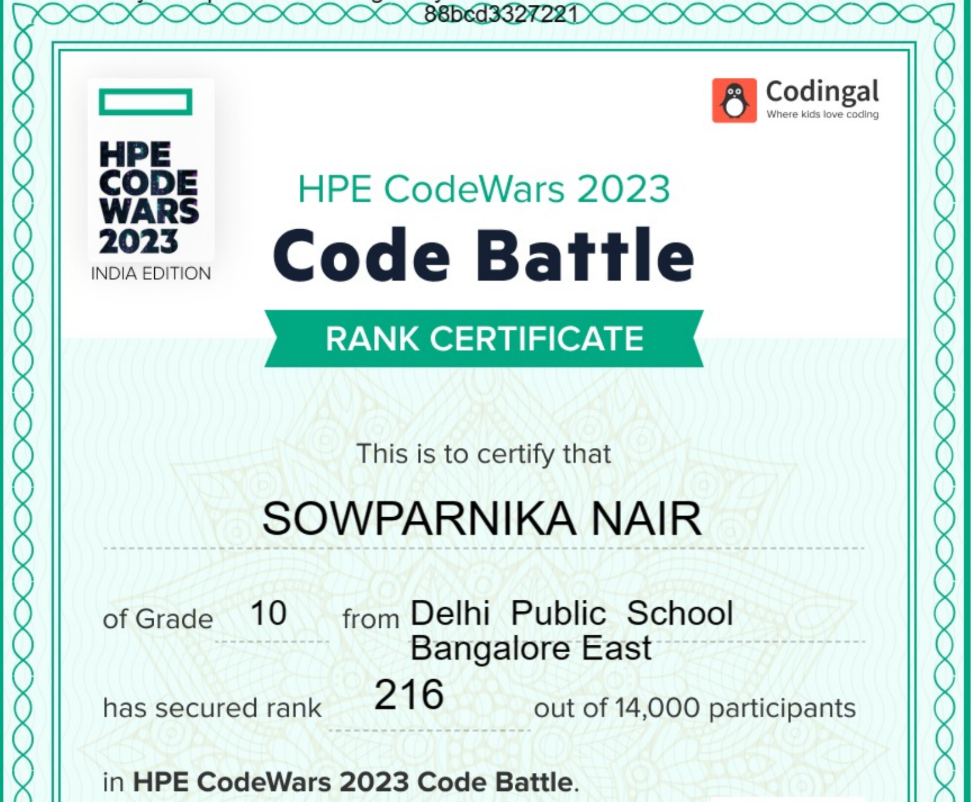 88bcd3327221
HPE
CODE
WARS
2023
INDIA EDITION
Codingal
Where kids love coding
HPE CodeWars 2023
Code Battle
RANK CERTIFICATE
This is to certify that
SOWPARNIKA NAIR
of Grade 10 from Delhi Public School
Bangalore East
has secured rank 216 out of 14,000 participants
in HPE CodeWars 2023 Code Battle.